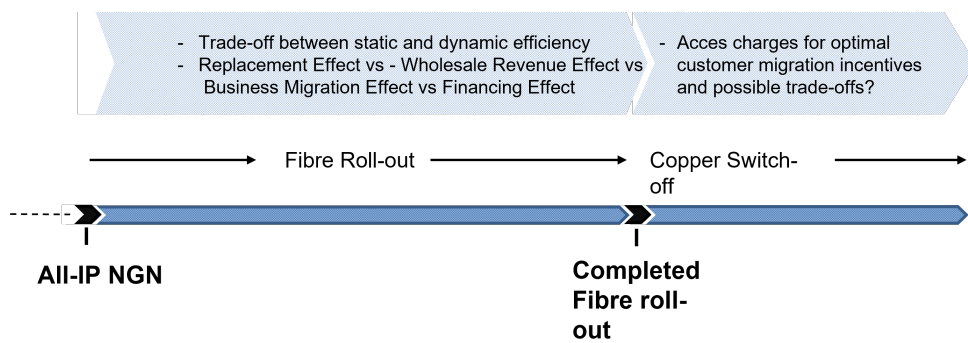 - Trade-off between static and dynamic efficiency
- Replacement Effect vs - Wholesale Revenue Effect vs
Business Migration Effect vs Financing Effect
- Acces charges for optimal
customer migration incentives
and possible trade-offs?
Fibre Roll-out
Copper Switch-
off
All-IP NGN
Completed
Fibre roll-
out